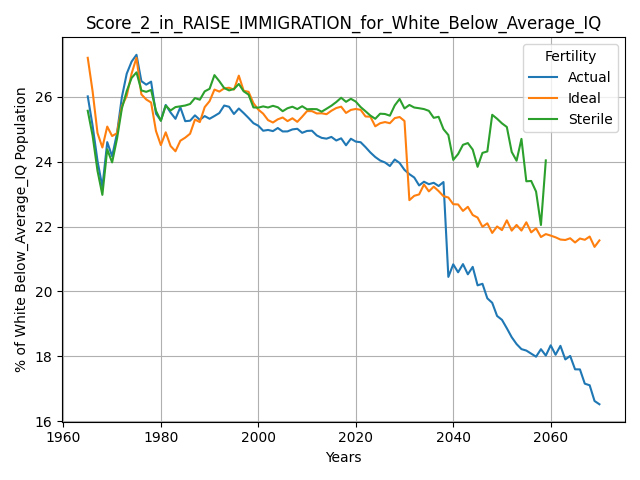 Score_2_in_RAISE_IMMIGRATION_for_White_Below_Average_IQ
% of White Below_Average_IQ Population
26
24
22
20
18
16
Fertility
Actual
Ideal
Sterile
1960
1980
2000
2020
2040
2060
Years